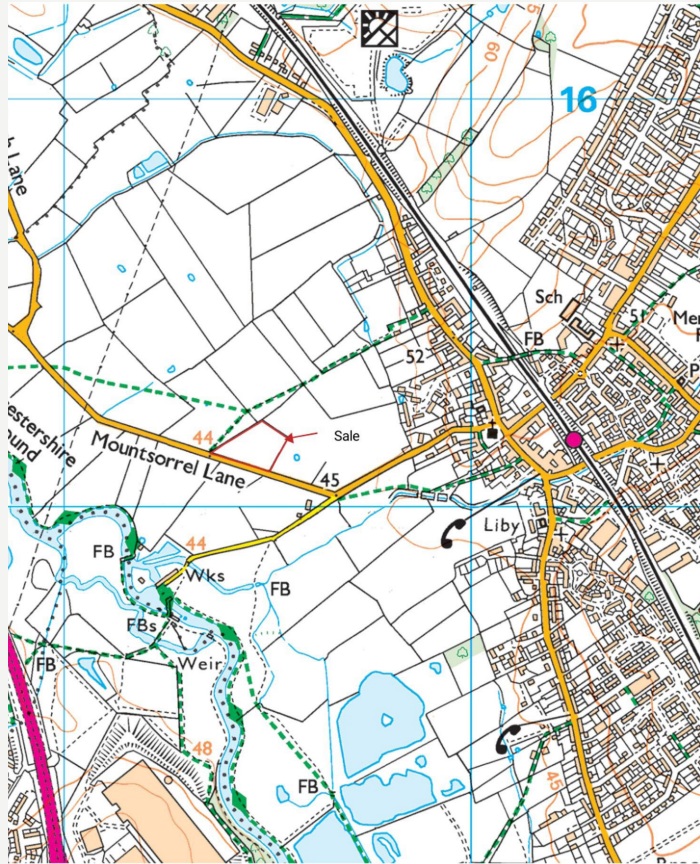 60
16
h Lane
Sch
51
Me
FB
52
P
Sale
44
estershire
ound
Mountsorrel Lane
45
Liby
44
FB
Wks
FB
FBs
FB
Weir
48
FB
45